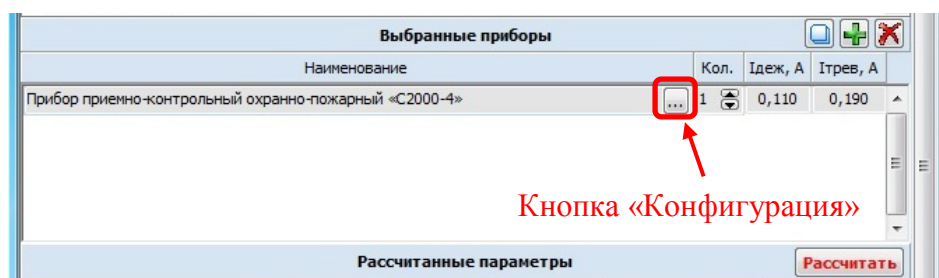 Выбранные приборы
Наименование Кол. Iдеж, А Iтрев, А
Прибор приемно-контрольный охранно-пожарный «С2000-4» ... 1 0,110 0,190
Кнопка «Конфигурация»
Рассчитанные параметры Рассчитать